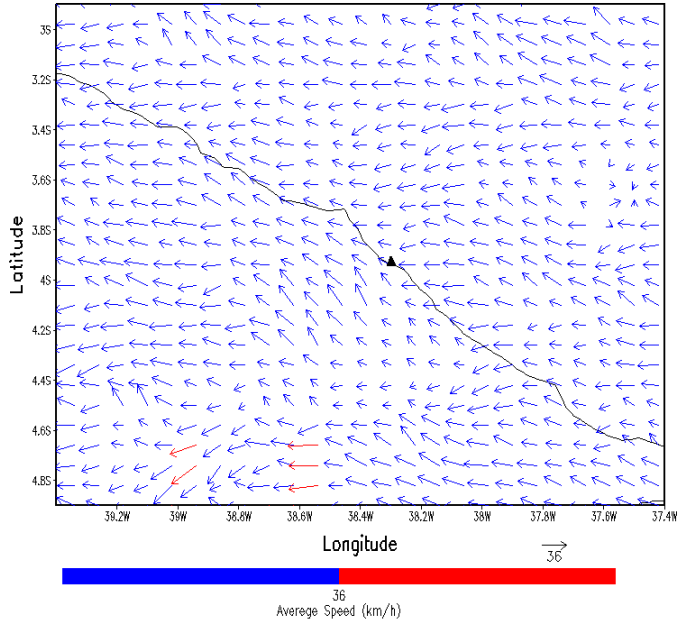 3S
3.2S
3.4S
3.6S
3.8S
4S
4.2S
4.4S
4.6S
4.8S
Latitude
39.2W 39W 38.8W 38.6W 38.4W 38.2W 38W 37.8W 37.6W 37.4W
Longitude
36
36
Averege Speed (km/h)